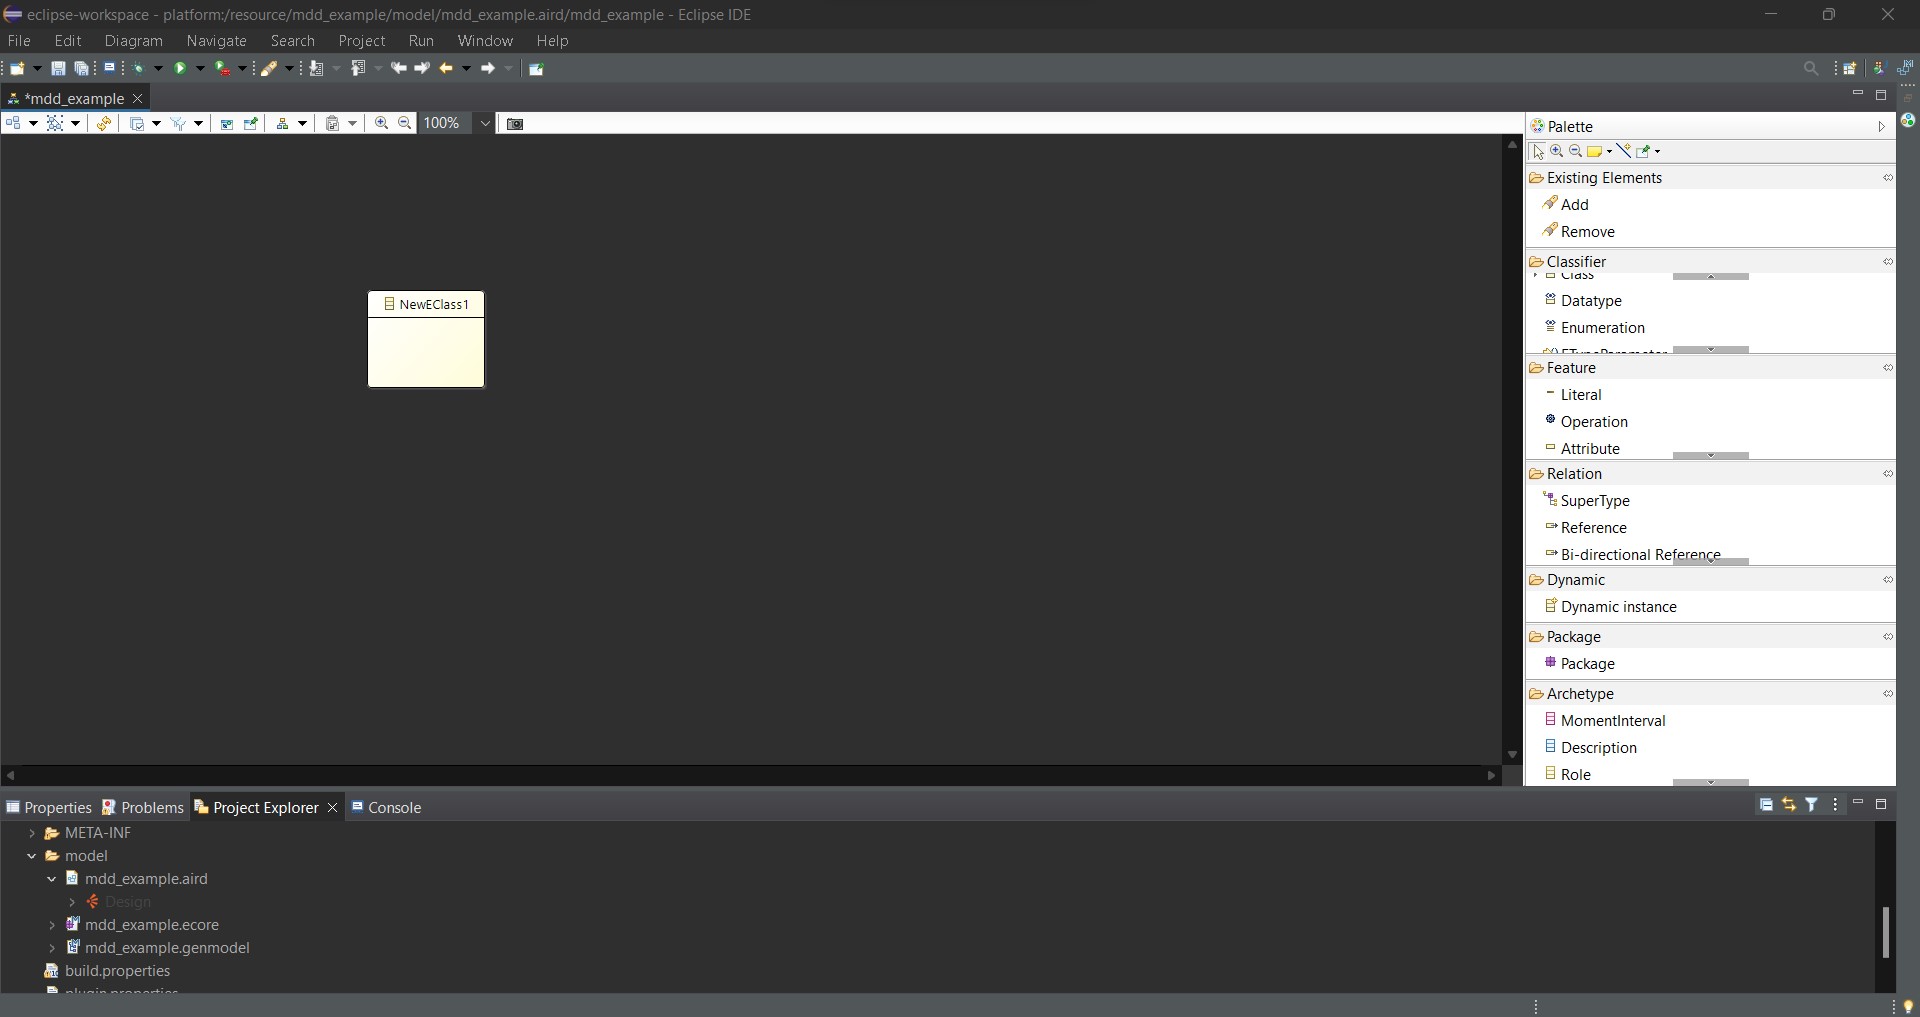 eclipse-workspace - platform:/resource/mdd_example/model/mdd_example.aird/mdd_example - Eclipse IDE
File Edit Diagram Navigate Search Project Run Window Help
*mdd_example
100%
NewEClass1
Palette
Existing Elements
Add
Remove
Classifier
Class
Datatype
Enumeration
ETypeParameter
Feature
Literal
Operation
Attribute
Relation
SuperType
Reference
Bi-directional Reference
Dynamic
Dynamic instance
Package
Package
Archetype
MomentInterval
Description
Role
Properties Problems Project Explorer Console
META-INF
model
mdd_example.aird
Design
mdd_example.ecore
mdd_example.genmodel
build.properties
plugin.properties